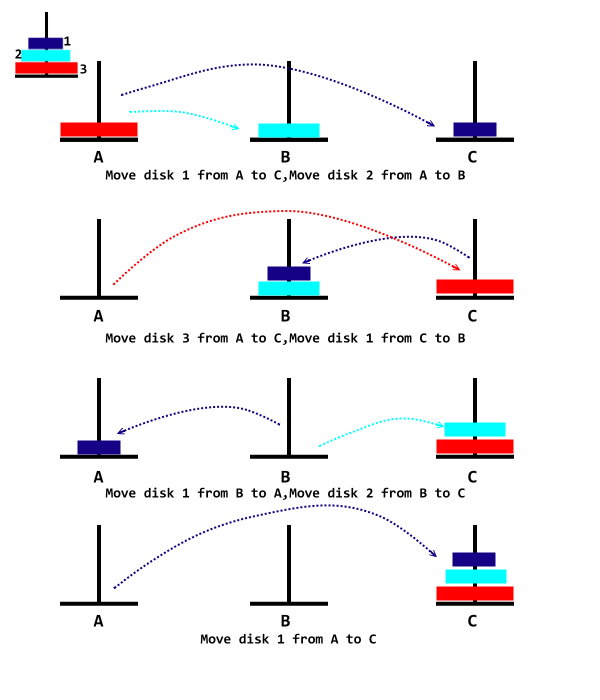 1
2
3
A B C
Move disk 1 from A to C,Move disk 2 from A to B
A B C
Move disk 3 from A to C,Move disk 1 from C to B
A B C
Move disk 1 from B to A,Move disk 2 from B to C
A B C
Move disk 1 from A to C